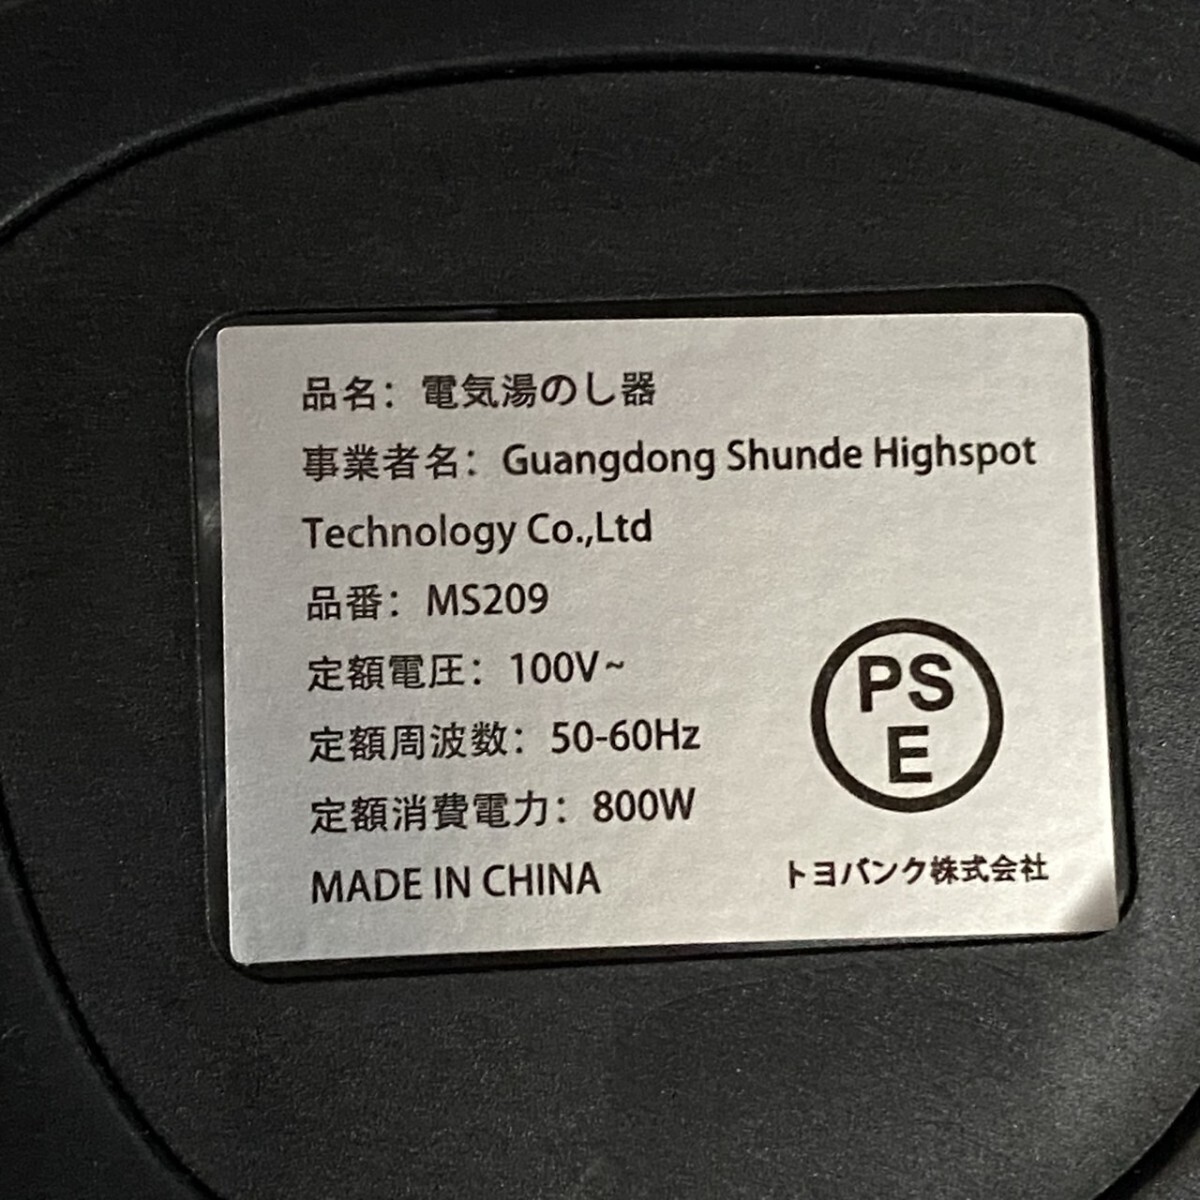 品名：電気湯のし器
事業者名：Guangdong Shunde Highspot
Technology Co.,Ltd
品番：MS209
定額電圧：100V~
定額周波数：50-60Hz
定額消費電力：800W
MADE IN CHINA
PS
E
トヨバンク株式会社